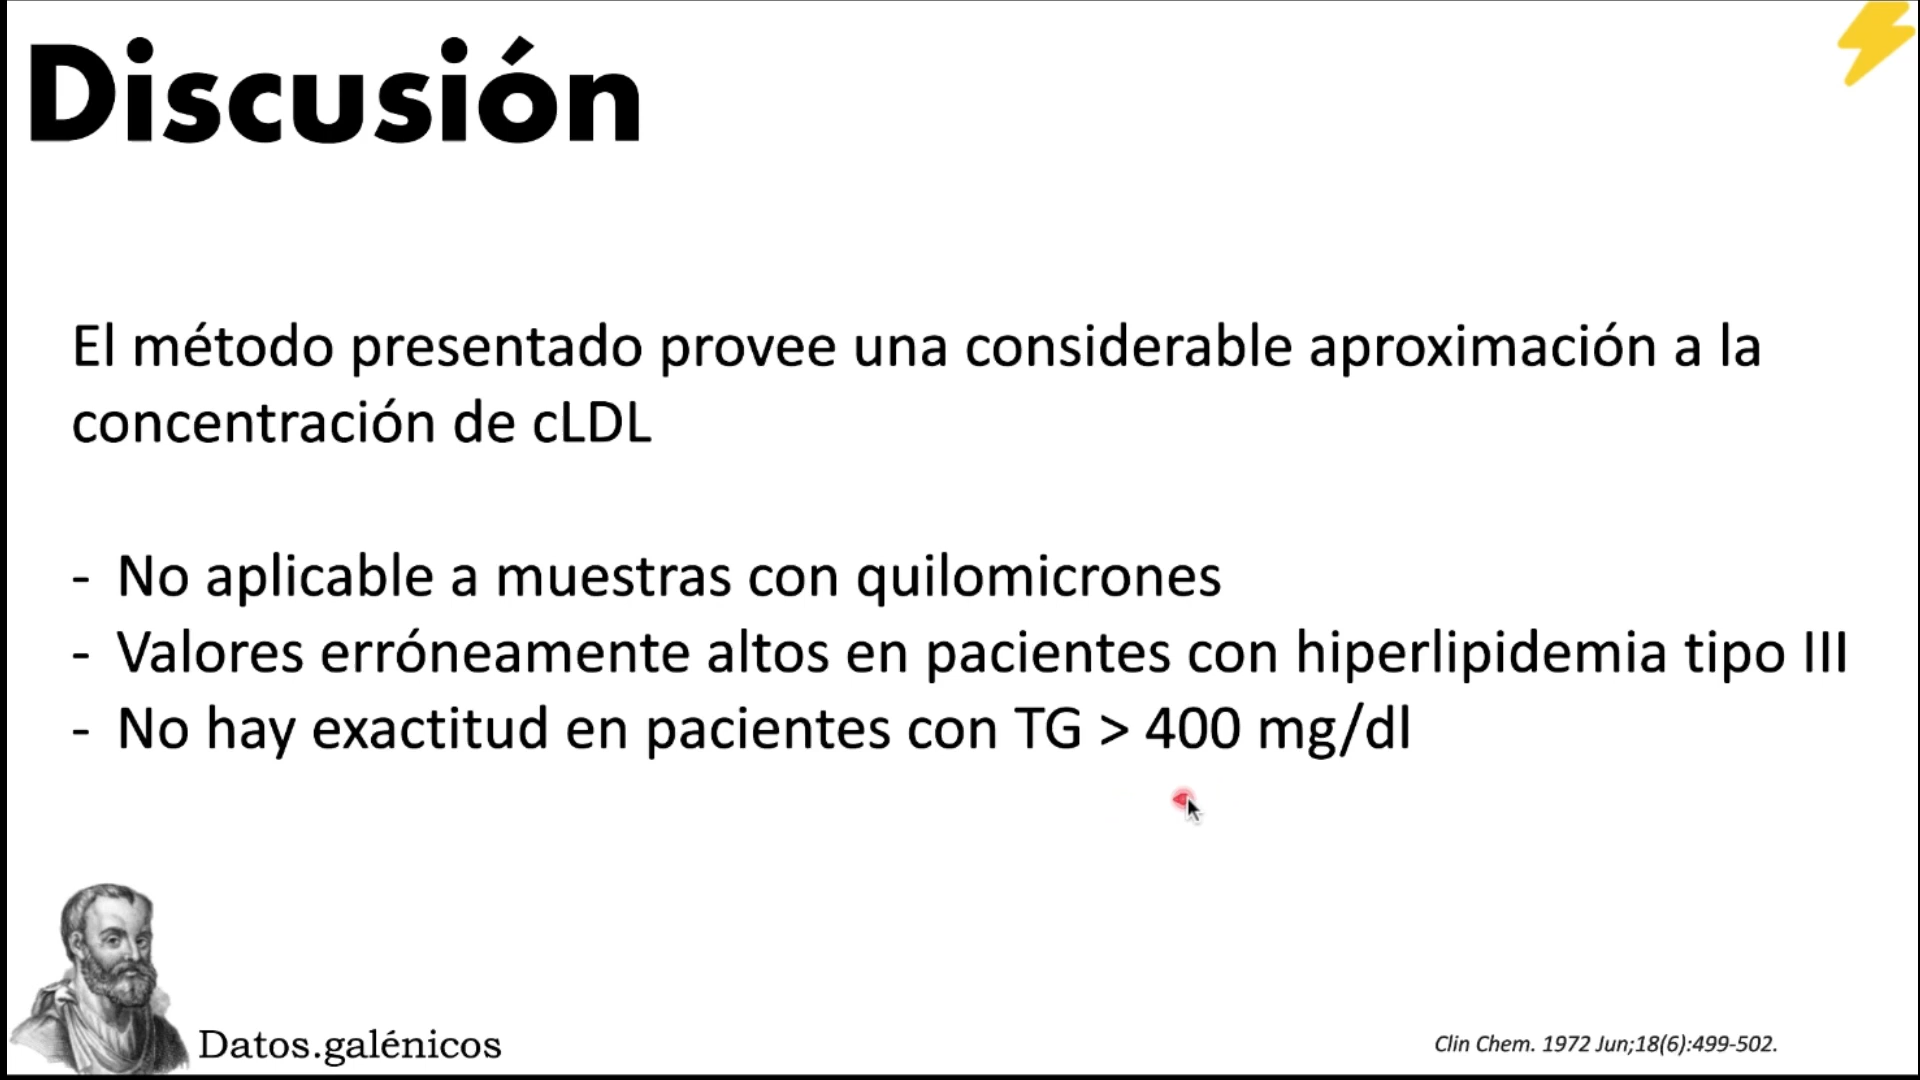 Discusión
El método presentado provee una considerable aproximación a la
concentración de cLDL
- No aplicable a muestras con quilomicrones
- Valores erróneamente altos en pacientes con hiperlipidemia tipo III
- No hay exactitud en pacientes con TG > 400 mg/dl
Datos.galénicos
Clin Chem. 1972 Jun;18(6):499-502.